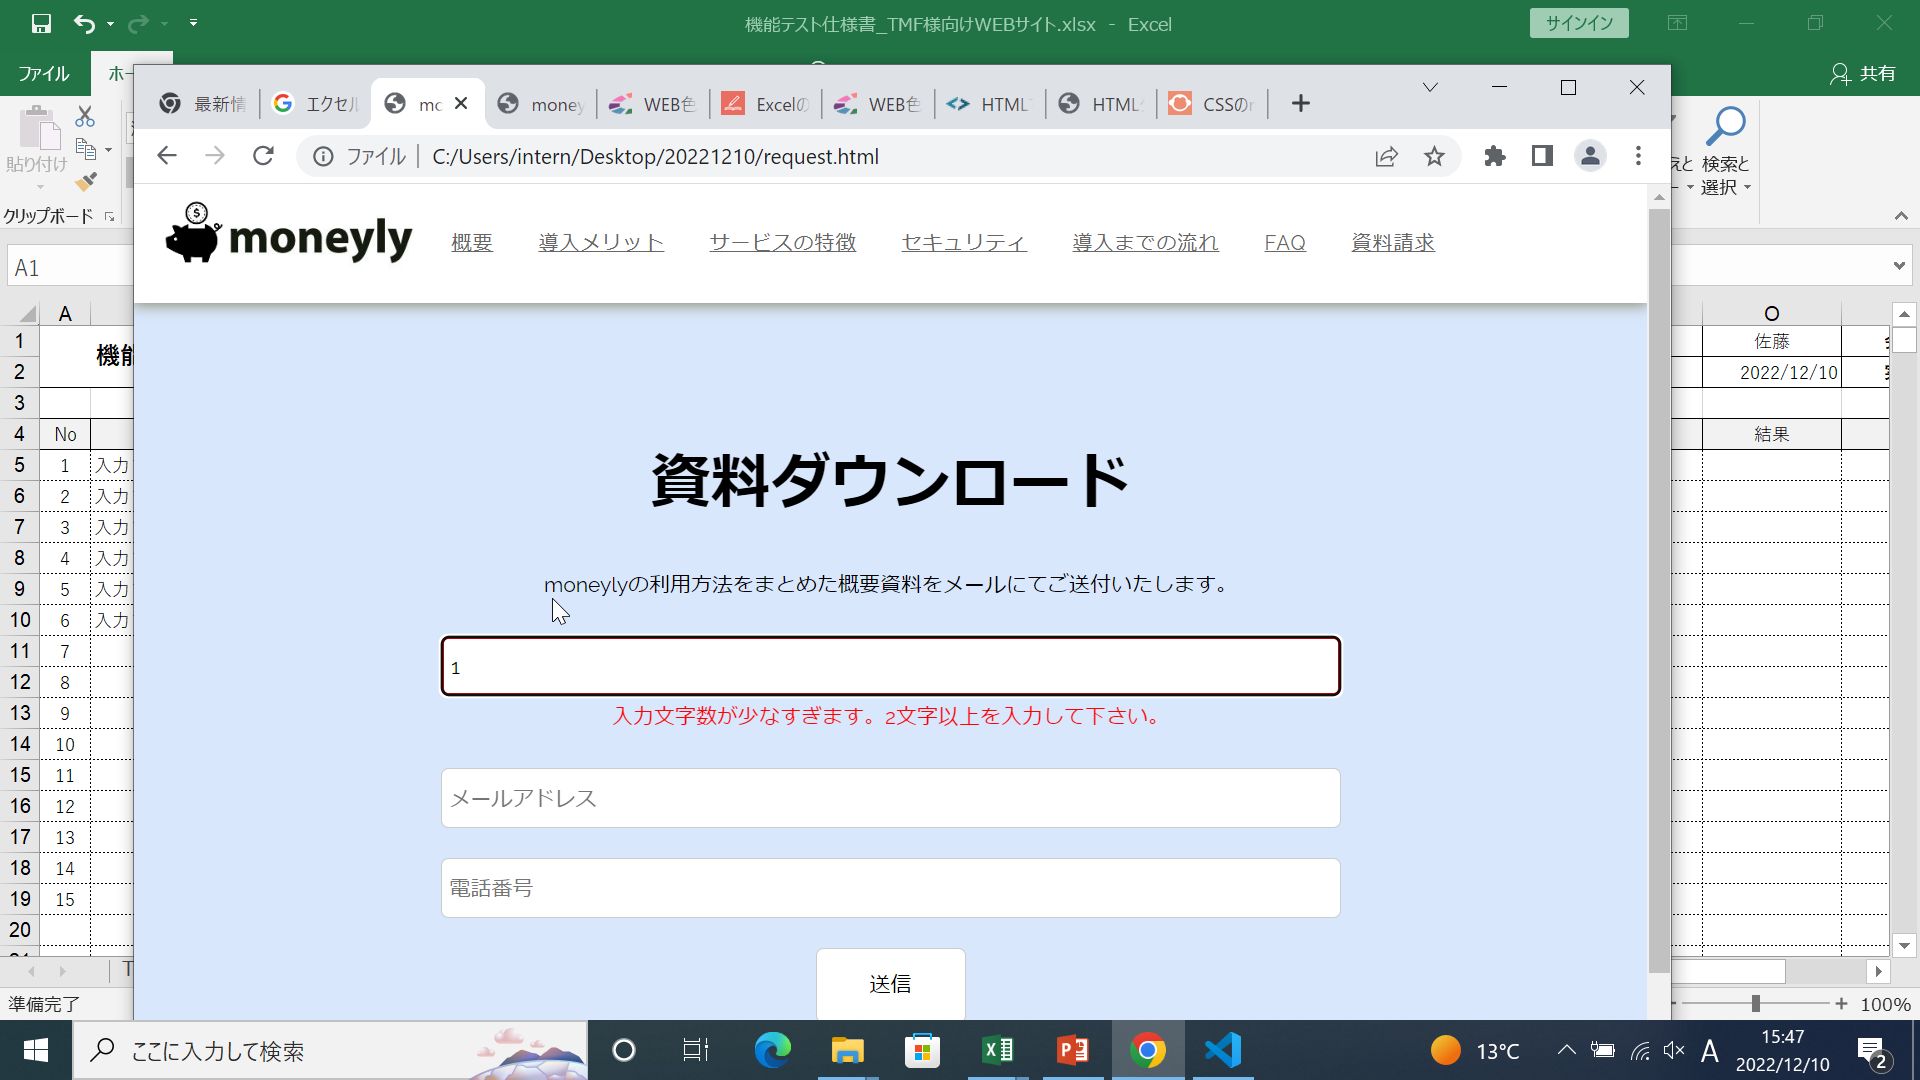 機能テスト仕様書_TMF様向けWEBサイト.xlsx - Excel
サインイン
ファイル
ホー
共有
貼り付け
クリップボード
検索と
選択
最新情
エクセル
mo
money
WEB色
Excelの
WEB色
HTML
HTML
CSSの
ファイル
C:/Users/intern/Desktop/20221210/request.html
moneyly
概要
導入メリット
サービスの特徴
セキュリティ
導入までの流れ
FAQ
資料請求
資料ダウンロード
moneylyの利用方法をまとめた概要資料をメールにてご送付いたします。
1
入力文字数が少なすぎます。2文字以上を入力して下さい。
メールアドレス
電話番号
送信
A1
A
O
1 機能 佐藤
2 2022/12/10
3
4 No 結果
5 1 入力
6 2 入力
7 3 入力
8 4 入力
9 5 入力
10 6 入力
11 7
12 8
13 9
14 10
15 11
16 12
17 13
18 14
19 15
20
T
準備完了
100%
ここに入力して検索
13℃
A
15:47
2022/12/10
2